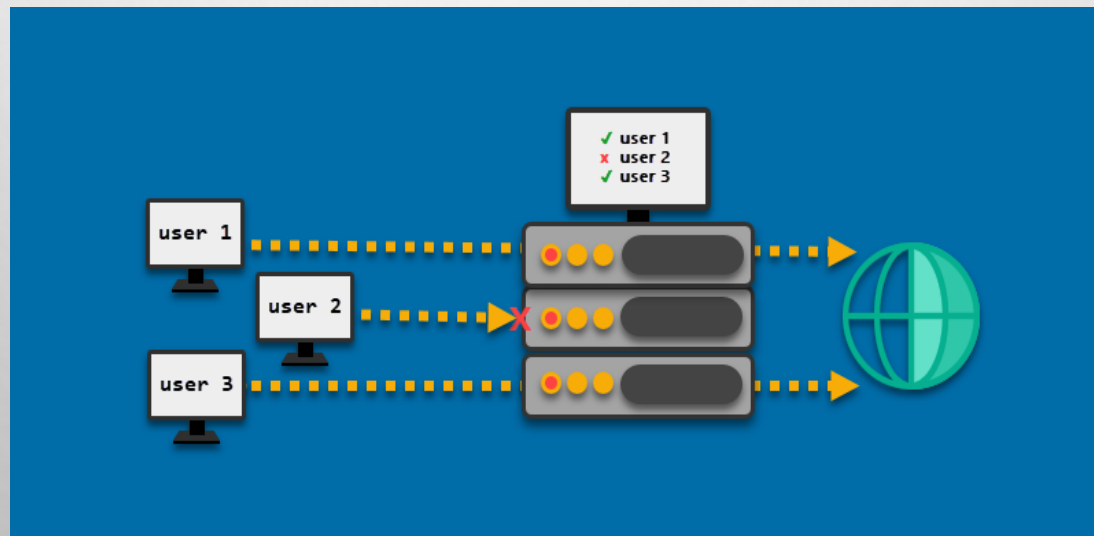 ✓ user 1
x user 2
✓ user 3
user 1
user 2
X
user 3